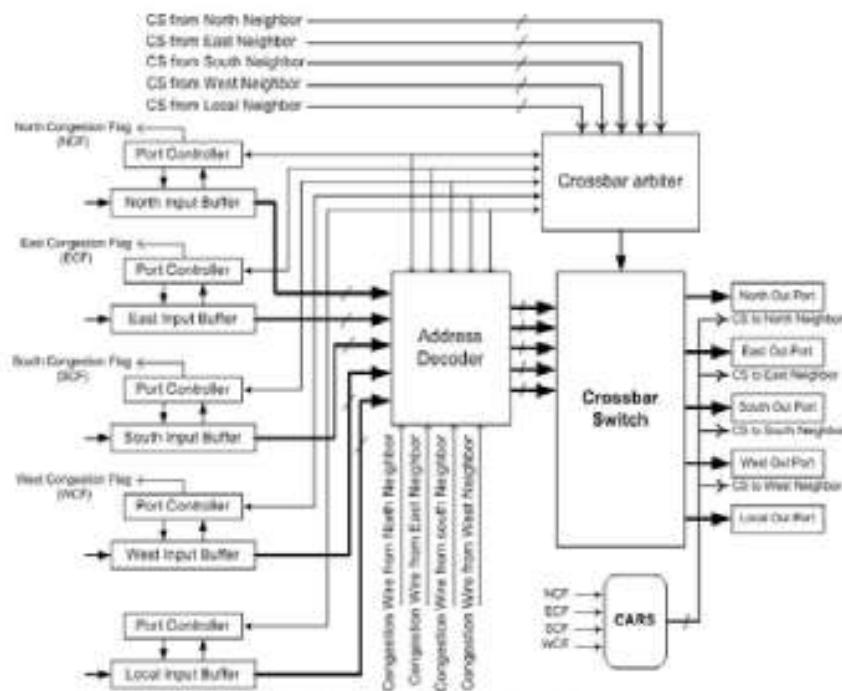 CS from North Neighbor
CS from East Neighbor
CS from South Neighbor
CS from West Neighbor
CS from Local Neighbor
North Congestion Flag
(NCF)
Port Controller
North Input Buffer
Crossbar arbiter
East Congestion Flag
(ECF)
Port Controller
East Input Buffer
South Congestion Flag
(SCF)
Port Controller
South Input Buffer
West Congestion Flag
(WCF)
Port Controller
West Input Buffer
Port Controller
Local Input Buffer
Address
Decoder
Congestion Wire from North Neighbor
Congestion Wire from East Neighbor
Congestion Wire from south Neighbor
Congestion Wire from West Neighbor
Crossbar
Switch
North Out Port
CS to North Neighbor
East Out Port
CS to East Neighbor
South Out Port
CS to South Neighbor
West Out Port
CS to West Neighbor
Local Out Port
NCF
ECF
SCF
WCF
CARS